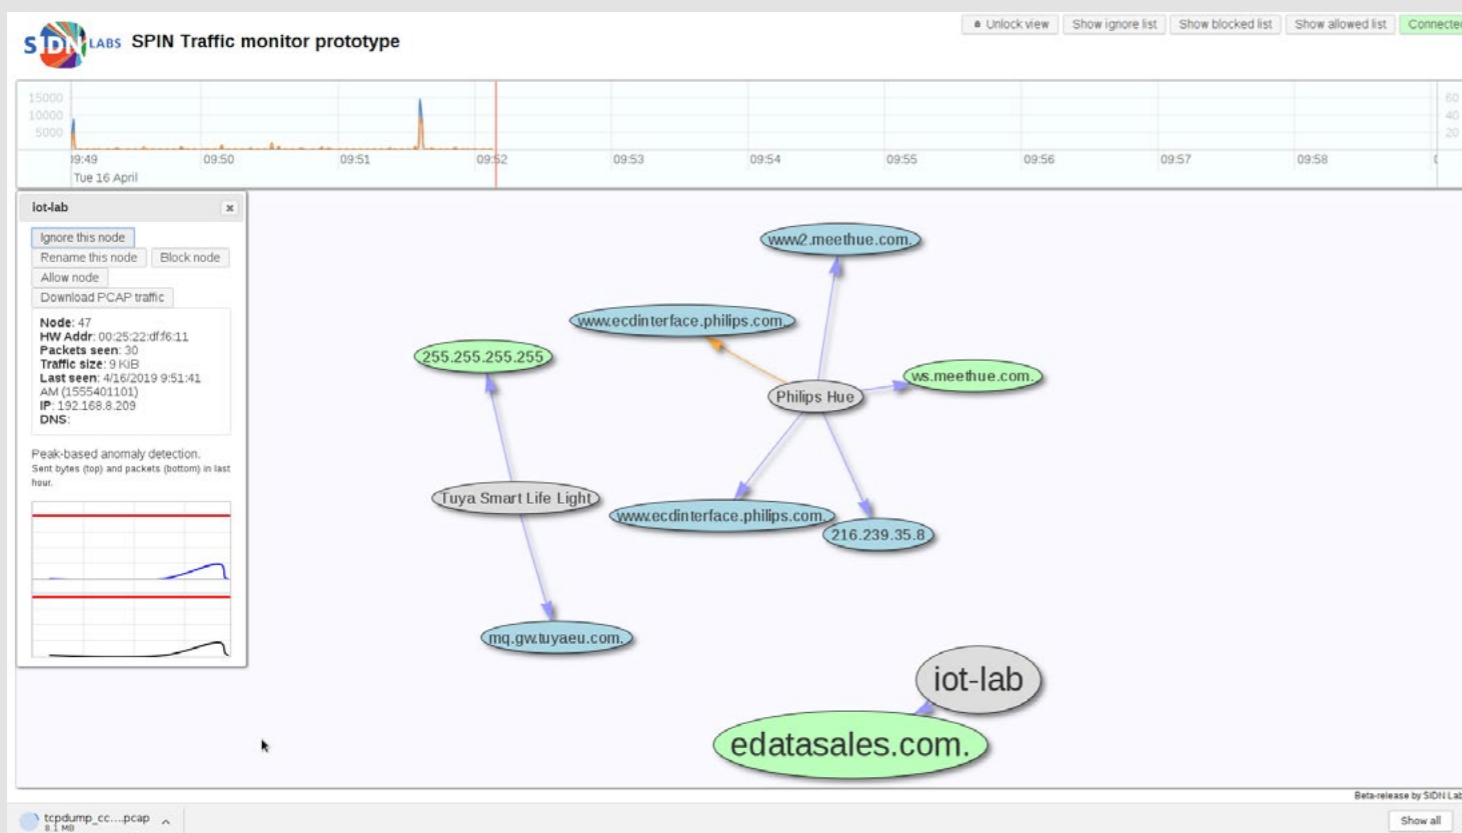 SIDN LABS SPIN Traffic monitor prototype
Unlock view Show ignore list Show blocked list Show allowed list Connected
15000
10000
5000
60
40
20
09:49 09:50 09:51 09:52 09:53 09:54 09:55 09:56 09:57 09:58
Tue 16 April
iot-lab
Ignore this node
Rename this node Block node
Allow node
Download PCAP traffic
Node: 47
HW Addr: 00:25:22:df:f6:11
Packets seen: 30
Traffic size: 9 KiB
Last seen: 4/16/2019 9:51:41
AM (1555401101)
IP: 192.168.8.209
DNS:
Peak-based anomaly detection.
Sent bytes (top) and packets (bottom) in last
hour.
www2.meethue.com.
www.ecdinterface.philips.com.
255.255.255.255
ws.meethue.com.
Philips Hue
Tuya Smart Life Light
www.ecdinterface.philips.com.
216.239.35.8
mq.gw.tuyaeu.com.
iot-lab
edatasales.com.
Beta-release by SIDN Lab
tcpdump_cc....pcap
8.1 MB
Show all